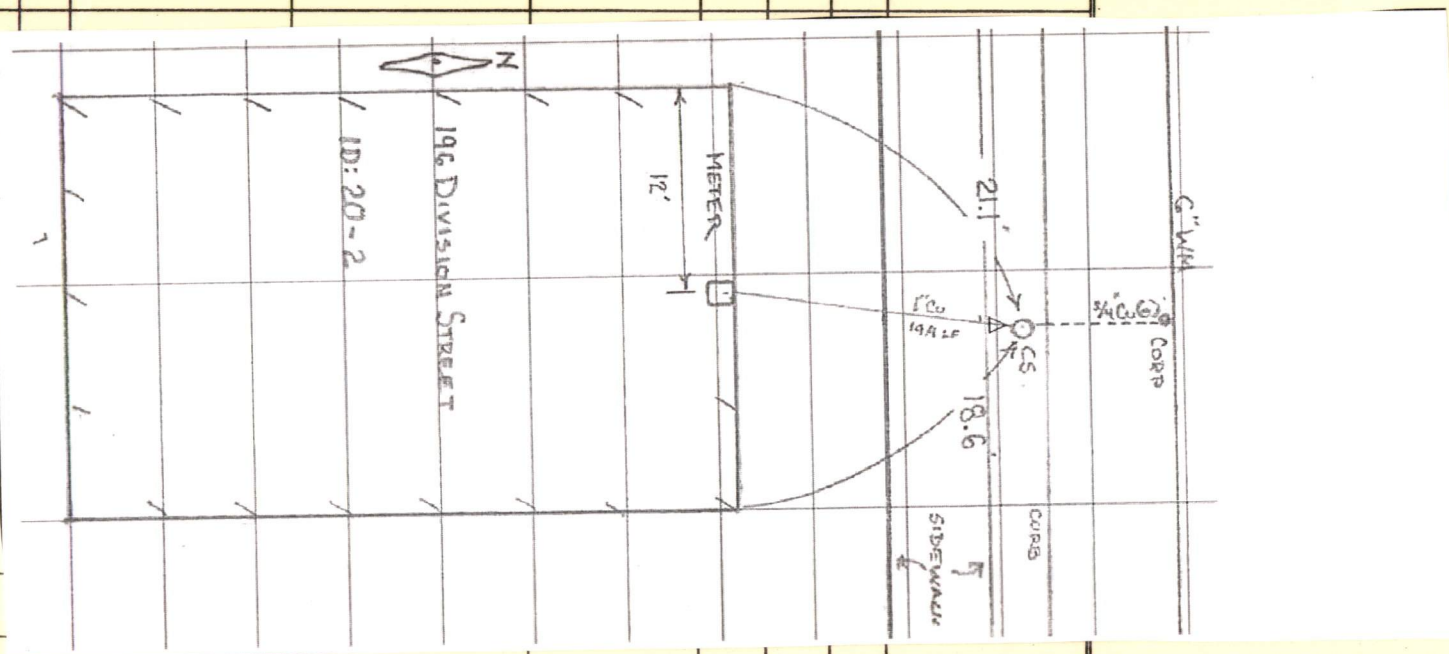 N
6" WM
CORP
3/4" Cu(E)
CURB
SIDEWALK
21.1'
CS
18.6'
1" Cu
LF
METER
12'
196 DIVISION STREET
ID: 20-2